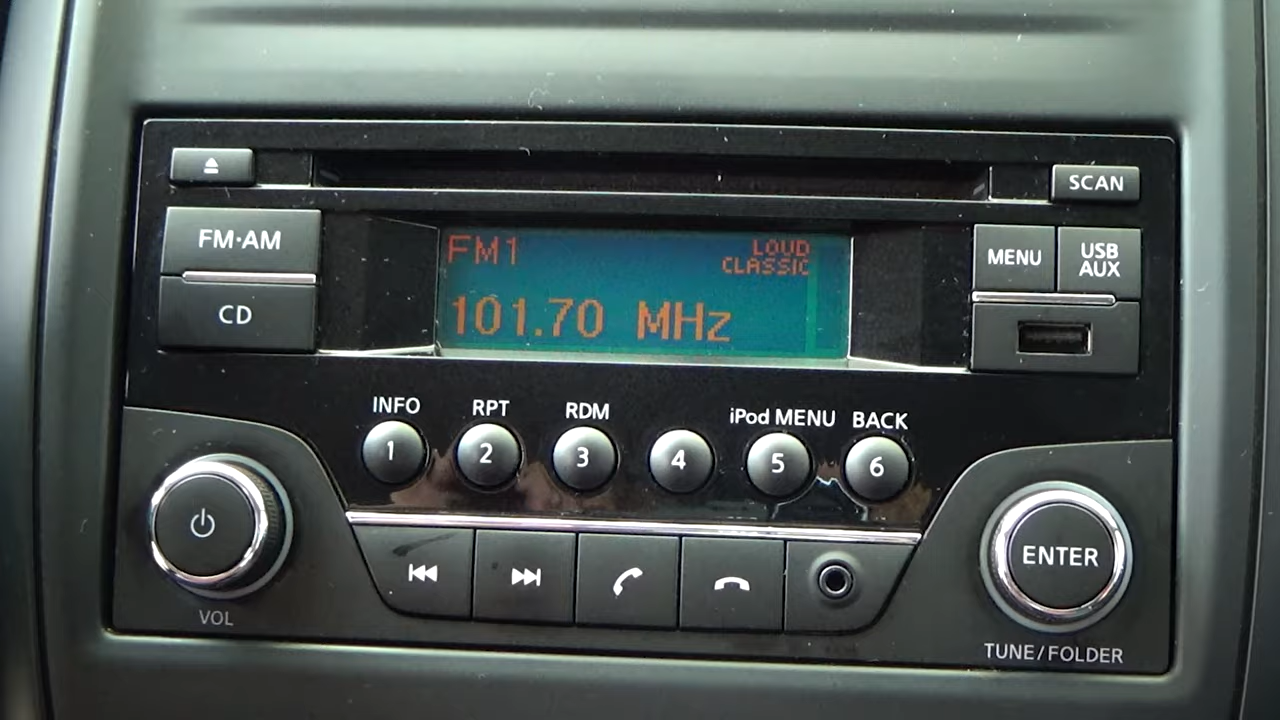 SCAN
FM·AM
CD
FM1
LOUD
CLASSIC
101.70 MHz
MENU
USB
AUX
INFO
RPT
RDM
iPod MENU
BACK
1
2
3
4
5
6
VOL
ENTER
TUNE/FOLDER